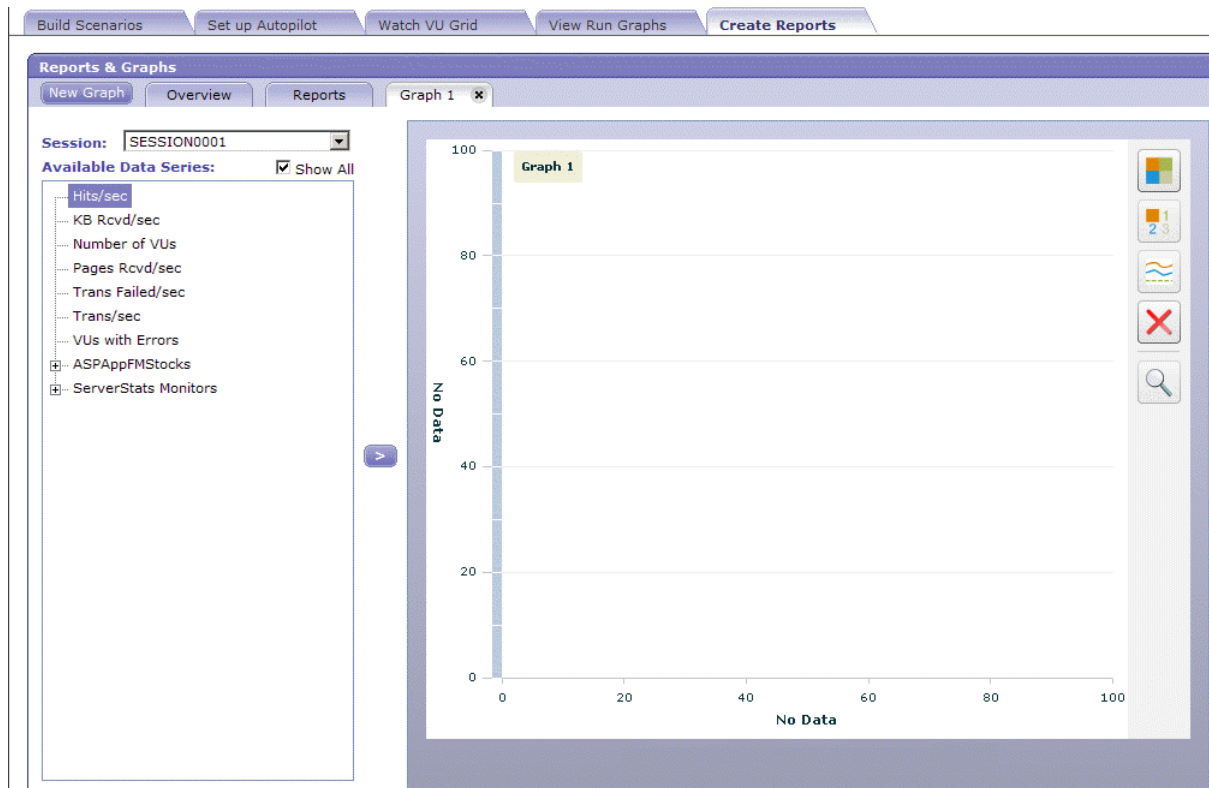 Build Scenarios Set up Autopilot Watch VU Grid View Run Graphs Create Reports
Reports & Graphs
New Graph Overview Reports Graph 1 x
Session: SESSION0001
Available Data Series: Show All
Hits/sec
KB Rcvd/sec
Number of VUs
Pages Rcvd/sec
Trans Failed/sec
Trans/sec
VUs with Errors
ASPAppFMStocks
ServerStats Monitors
>
Graph 1
100
80
60
40
20
0
No Data
0 20 40 60 80 100
No Data
1
2 3